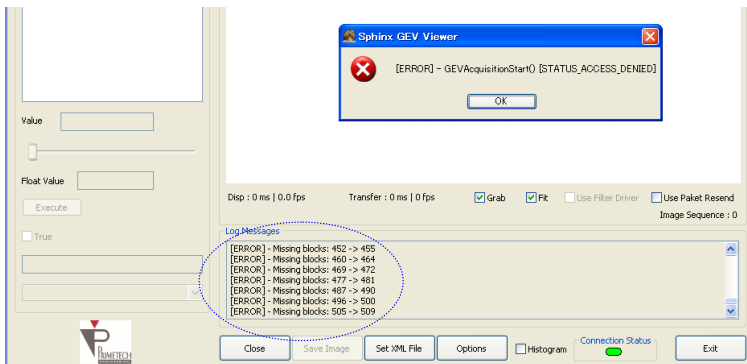 Sphinx GEV Viewer
[ERROR] - GEVAcquisitionStart() [STATUS_ACCESS_DENIED]
OK
Value
Float Value
Execute
True
Disp : 0 ms | 0.0 fps
Transfer : 0 ms | 0 fps
Grab
Fit
Use Filter Driver
Use Paket Resend
Image Sequence : 0
Log Messages
[ERROR] - Missing blocks: 452 -> 455
[ERROR] - Missing blocks: 460 -> 464
[ERROR] - Missing blocks: 469 -> 472
[ERROR] - Missing blocks: 477 -> 481
[ERROR] - Missing blocks: 487 -> 490
[ERROR] - Missing blocks: 496 -> 500
[ERROR] - Missing blocks: 505 -> 509
PRIMETECH
Close
Save Image
Set XML File
Options
Histogram
Connection Status
Exit